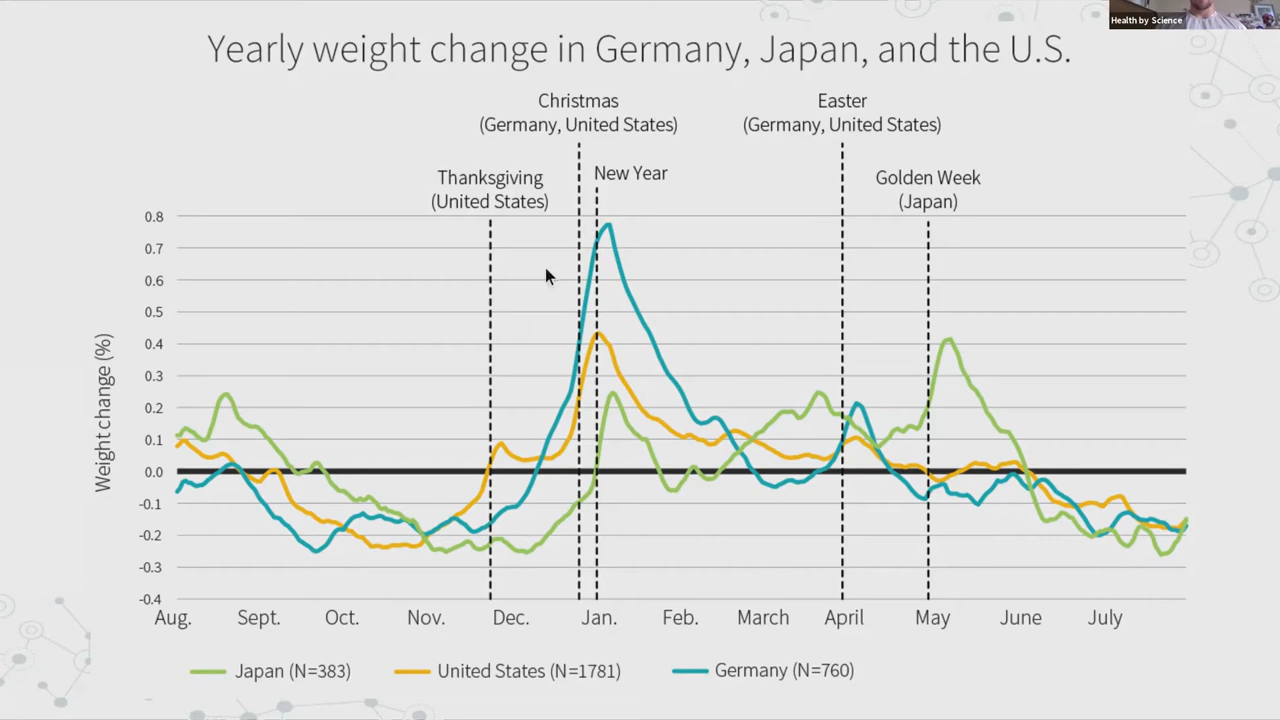 Health by Science
Yearly weight change in Germany, Japan, and the U.S.
Christmas
(Germany, United States)
Easter
(Germany, United States)
Thanksgiving
(United States)
New Year
Golden Week
(Japan)
Weight change (%)
0.8
0.7
0.6
0.5
0.4
0.3
0.2
0.1
0.0
-0.1
-0.2
-0.3
-0.4
Aug. Sept. Oct. Nov. Dec. Jan. Feb. March April May June July
Japan (N=383) United States (N=1781) Germany (N=760)